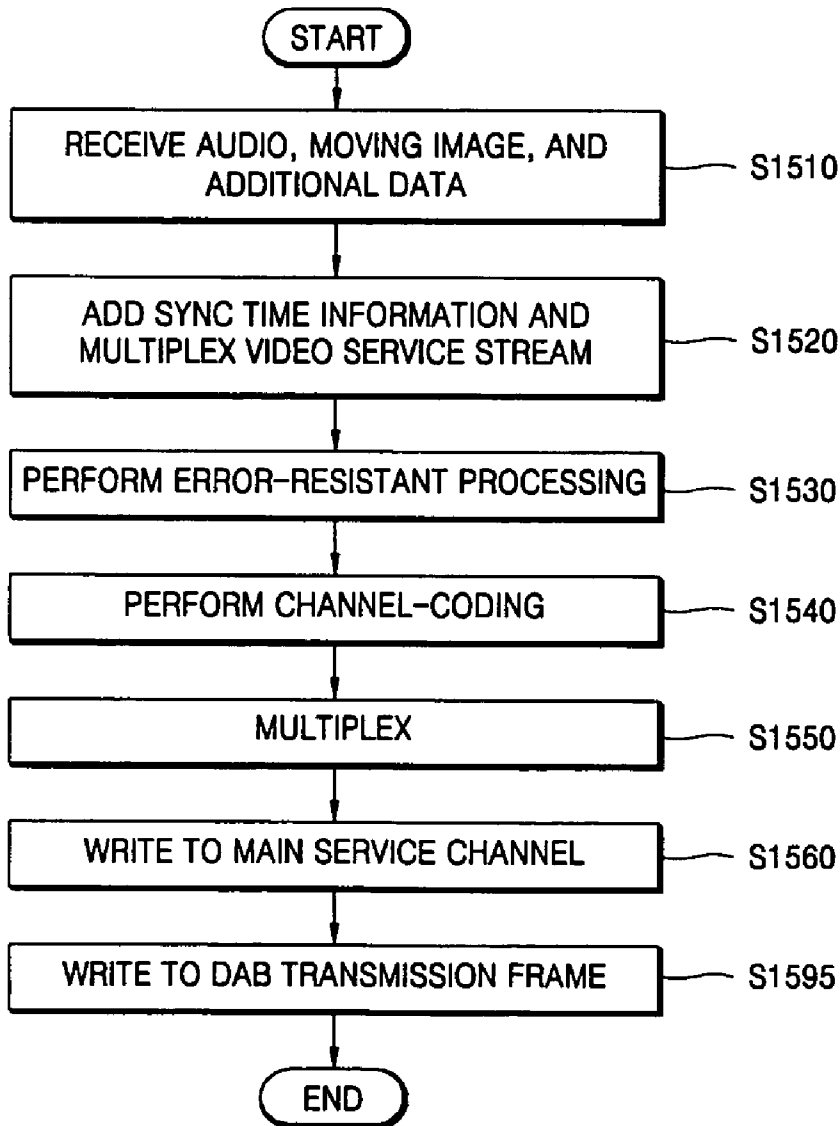 START
RECEIVE AUDIO, MOVING IMAGE, AND
ADDITIONAL DATA
S1510
ADD SYNC TIME INFORMATION AND
MULTIPLEX VIDEO SERVICE STREAM
S1520
PERFORM ERROR-RESISTANT PROCESSING
S1530
PERFORM CHANNEL-CODING
S1540
MULTIPLEX
S1550
WRITE TO MAIN SERVICE CHANNEL
S1560
WRITE TO DAB TRANSMISSION FRAME
S1595
END